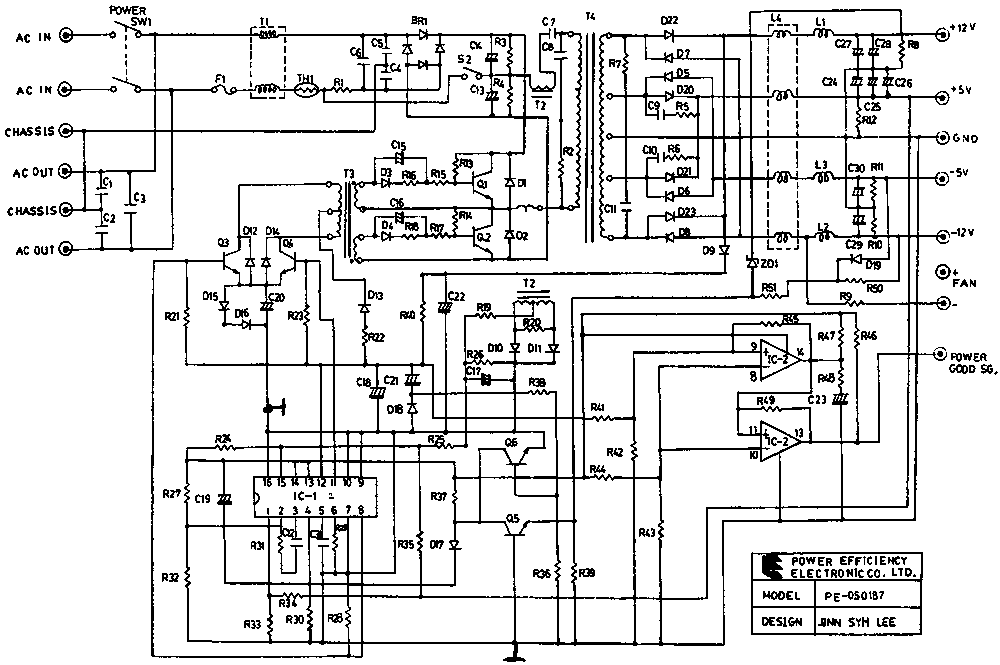 POWER
SW1
AC IN
AC IN
CHASSIS
AC OUT
CHASSIS
AC OUT
T1
F1
TH1
R1
C6
C5
C4
BR1
S2
C14
C13
R3
R4
C7
C8
T2
R2
T4
R7
C11
D22
D7
D5
D20
C9
R5
C10
R6
D21
D6
D23
D8
D9
ZD1
L4
L1
C27
C28
R8
C24
C26
C25
R12
L3
C30
R11
L2
C29
R10
D19
R50
R51
R9
+12V
+5V
GND
-5V
-12V
+
FAN
-
POWER
GOOD SG.
C1
C2
C3
T3
C15
D3
R16
R15
R13
Q1
D1
C16
D4
R18
R17
R14
Q2
D2
Q3
D12
D14
Q4
D15
D16
C20
R21
R23
D13
R22
R40
C22
R19
T2
R20
D10
D11
R26
C17
R38
C18
C21
D18
R24
R25
R27
C19
IC-1
16 15 14 13 12 11 10 9
1 2 3 4 5 6 7 8
R31
C12
R32
R33
R34
R30
R28
R35
R37
D17
Q6
Q5
R36
R39
R41
R42
R44
R43
R45
9
8
IC-2
14
R47
R46
R48
C23
R49
11
10
IC-2
13
POWER EFFICIENCY
ELECTRONIC CO. LTD.
MODEL PE-050187
DESIGN JINN SYH LEE